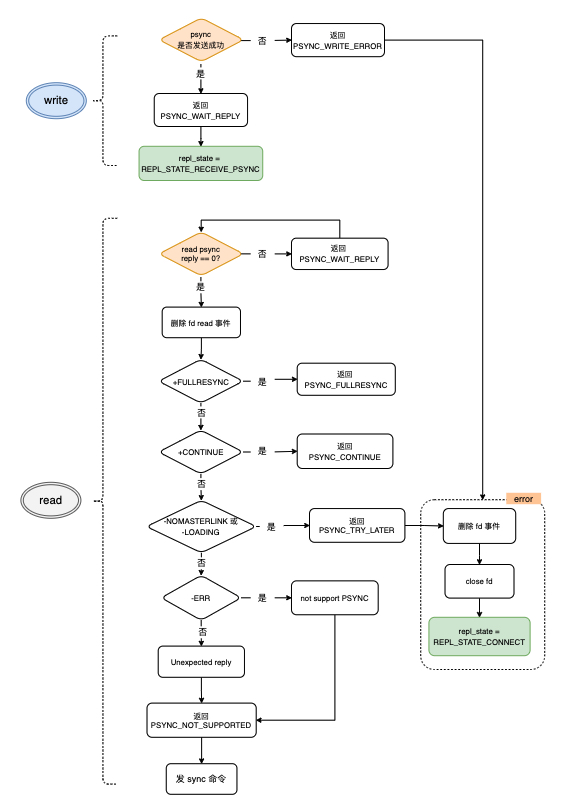 psync
是否发送成功
否
返回
PSYNC_WRITE_ERROR
是
write
返回
PSYNC_WAIT_REPLY
repl_state =
REPL_STATE_RECEIVE_PSYNC
read psync
reply == 0?
否
返回
PSYNC_WAIT_REPLY
是
删除 fd read 事件
+FULLRESYNC
是
返回
PSYNC_FULLRESYNC
否
+CONTINUE
是
返回
PSYNC_CONTINUE
否
read
error
-NOMASTERLINK 或
-LOADING
是
返回
PSYNC_TRY_LATER
删除 fd 事件
否
close fd
-ERR
是
not support PSYNC
否
repl_state =
REPL_STATE_CONNECT
Unexpected reply
返回
PSYNC_NOT_SUPPORTED
发 sync 命令